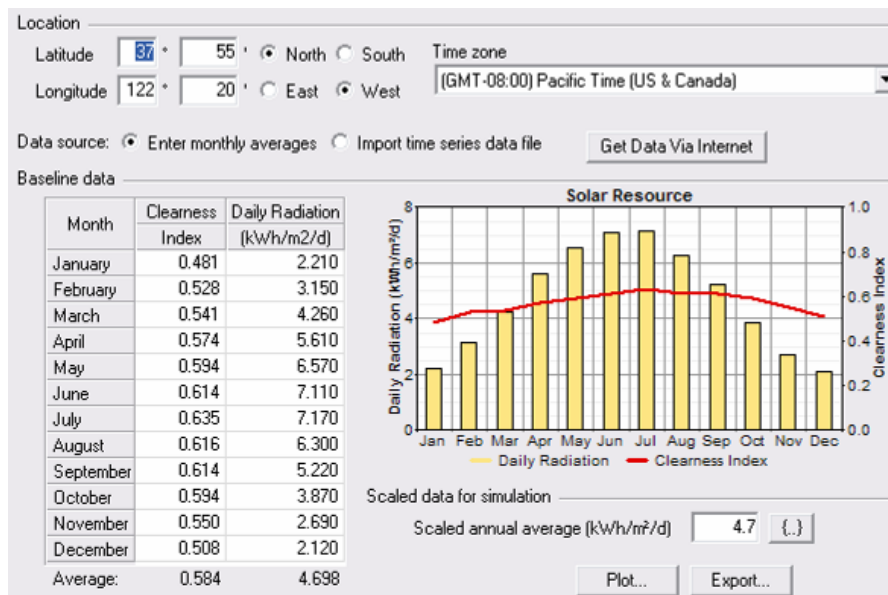 Location
Latitude 37 ° 55 ' North South Time zone
Longitude 122 ° 20 ' East West (GMT-08:00) Pacific Time (US & Canada)
Data source: Enter monthly averages Import time series data file Get Data Via Internet
Baseline data
Month Clearness Index Daily Radiation (kWh/m2/d)
January 0.481 2.210
February 0.528 3.150
March 0.541 4.260
April 0.574 5.610
May 0.594 6.570
June 0.614 7.110
July 0.635 7.170
August 0.616 6.300
September 0.614 5.220
October 0.594 3.870
November 0.550 2.690
December 0.508 2.120
Average: 0.584 4.698
Solar Resource
Daily Radiation (kWh/m²/d)
8
6
4
2
0
1.0
0.8
0.6
0.4
0.2
0.0
Clearness Index
Jan Feb Mar Apr May Jun Jul Aug Sep Oct Nov Dec
Daily Radiation Clearness Index
Scaled data for simulation
Scaled annual average (kWh/m²/d) 4.7 {..}
Plot... Export...